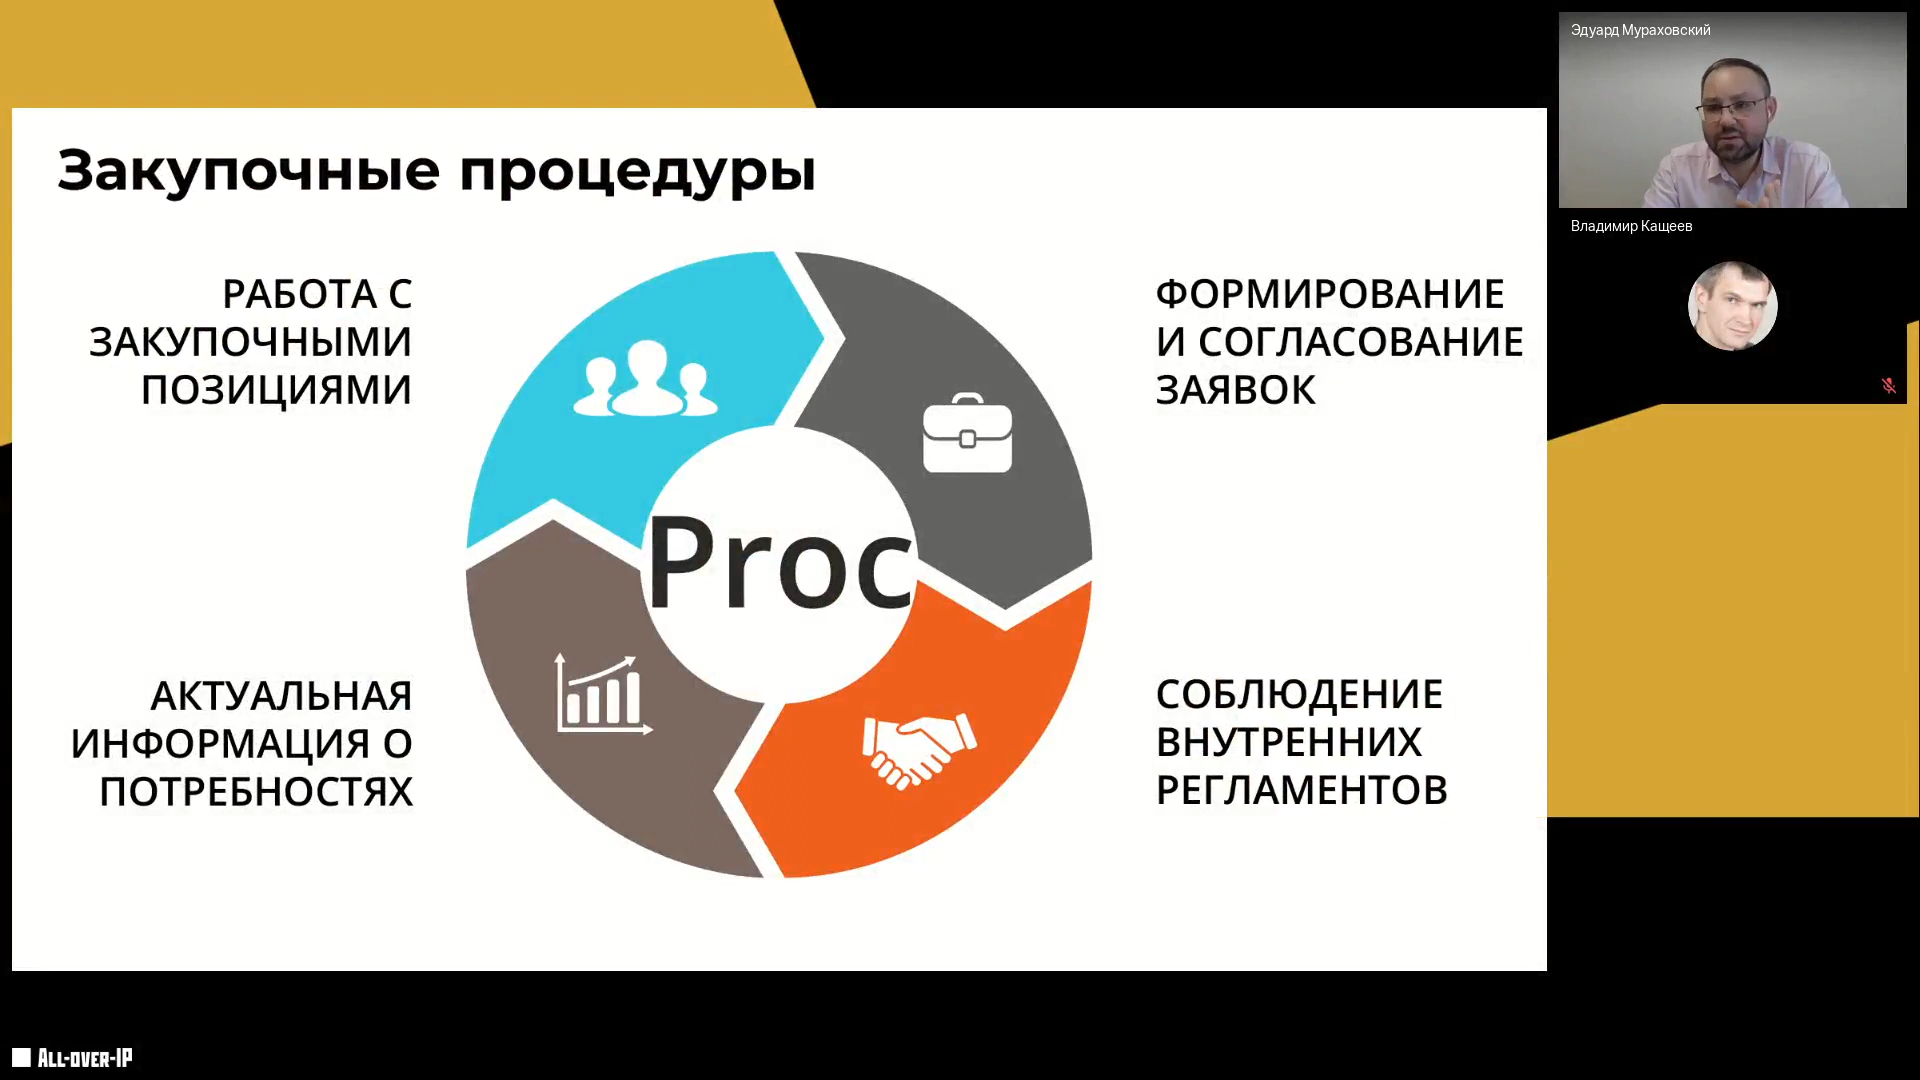 Закупочные процедуры
РАБОТА С
ЗАКУПОЧНЫМИ
ПОЗИЦИЯМИ
ФОРМИРОВАНИЕ
И СОГЛАСОВАНИЕ
ЗАЯВОК
Proc
АКТУАЛЬНАЯ
ИНФОРМАЦИЯ О
ПОТРЕБНОСТЯХ
СОБЛЮДЕНИЕ
ВНУТРЕННИХ
РЕГЛАМЕНТОВ
Эдуард Мураховский
Владимир Кащеев
ALL-OVER-IP